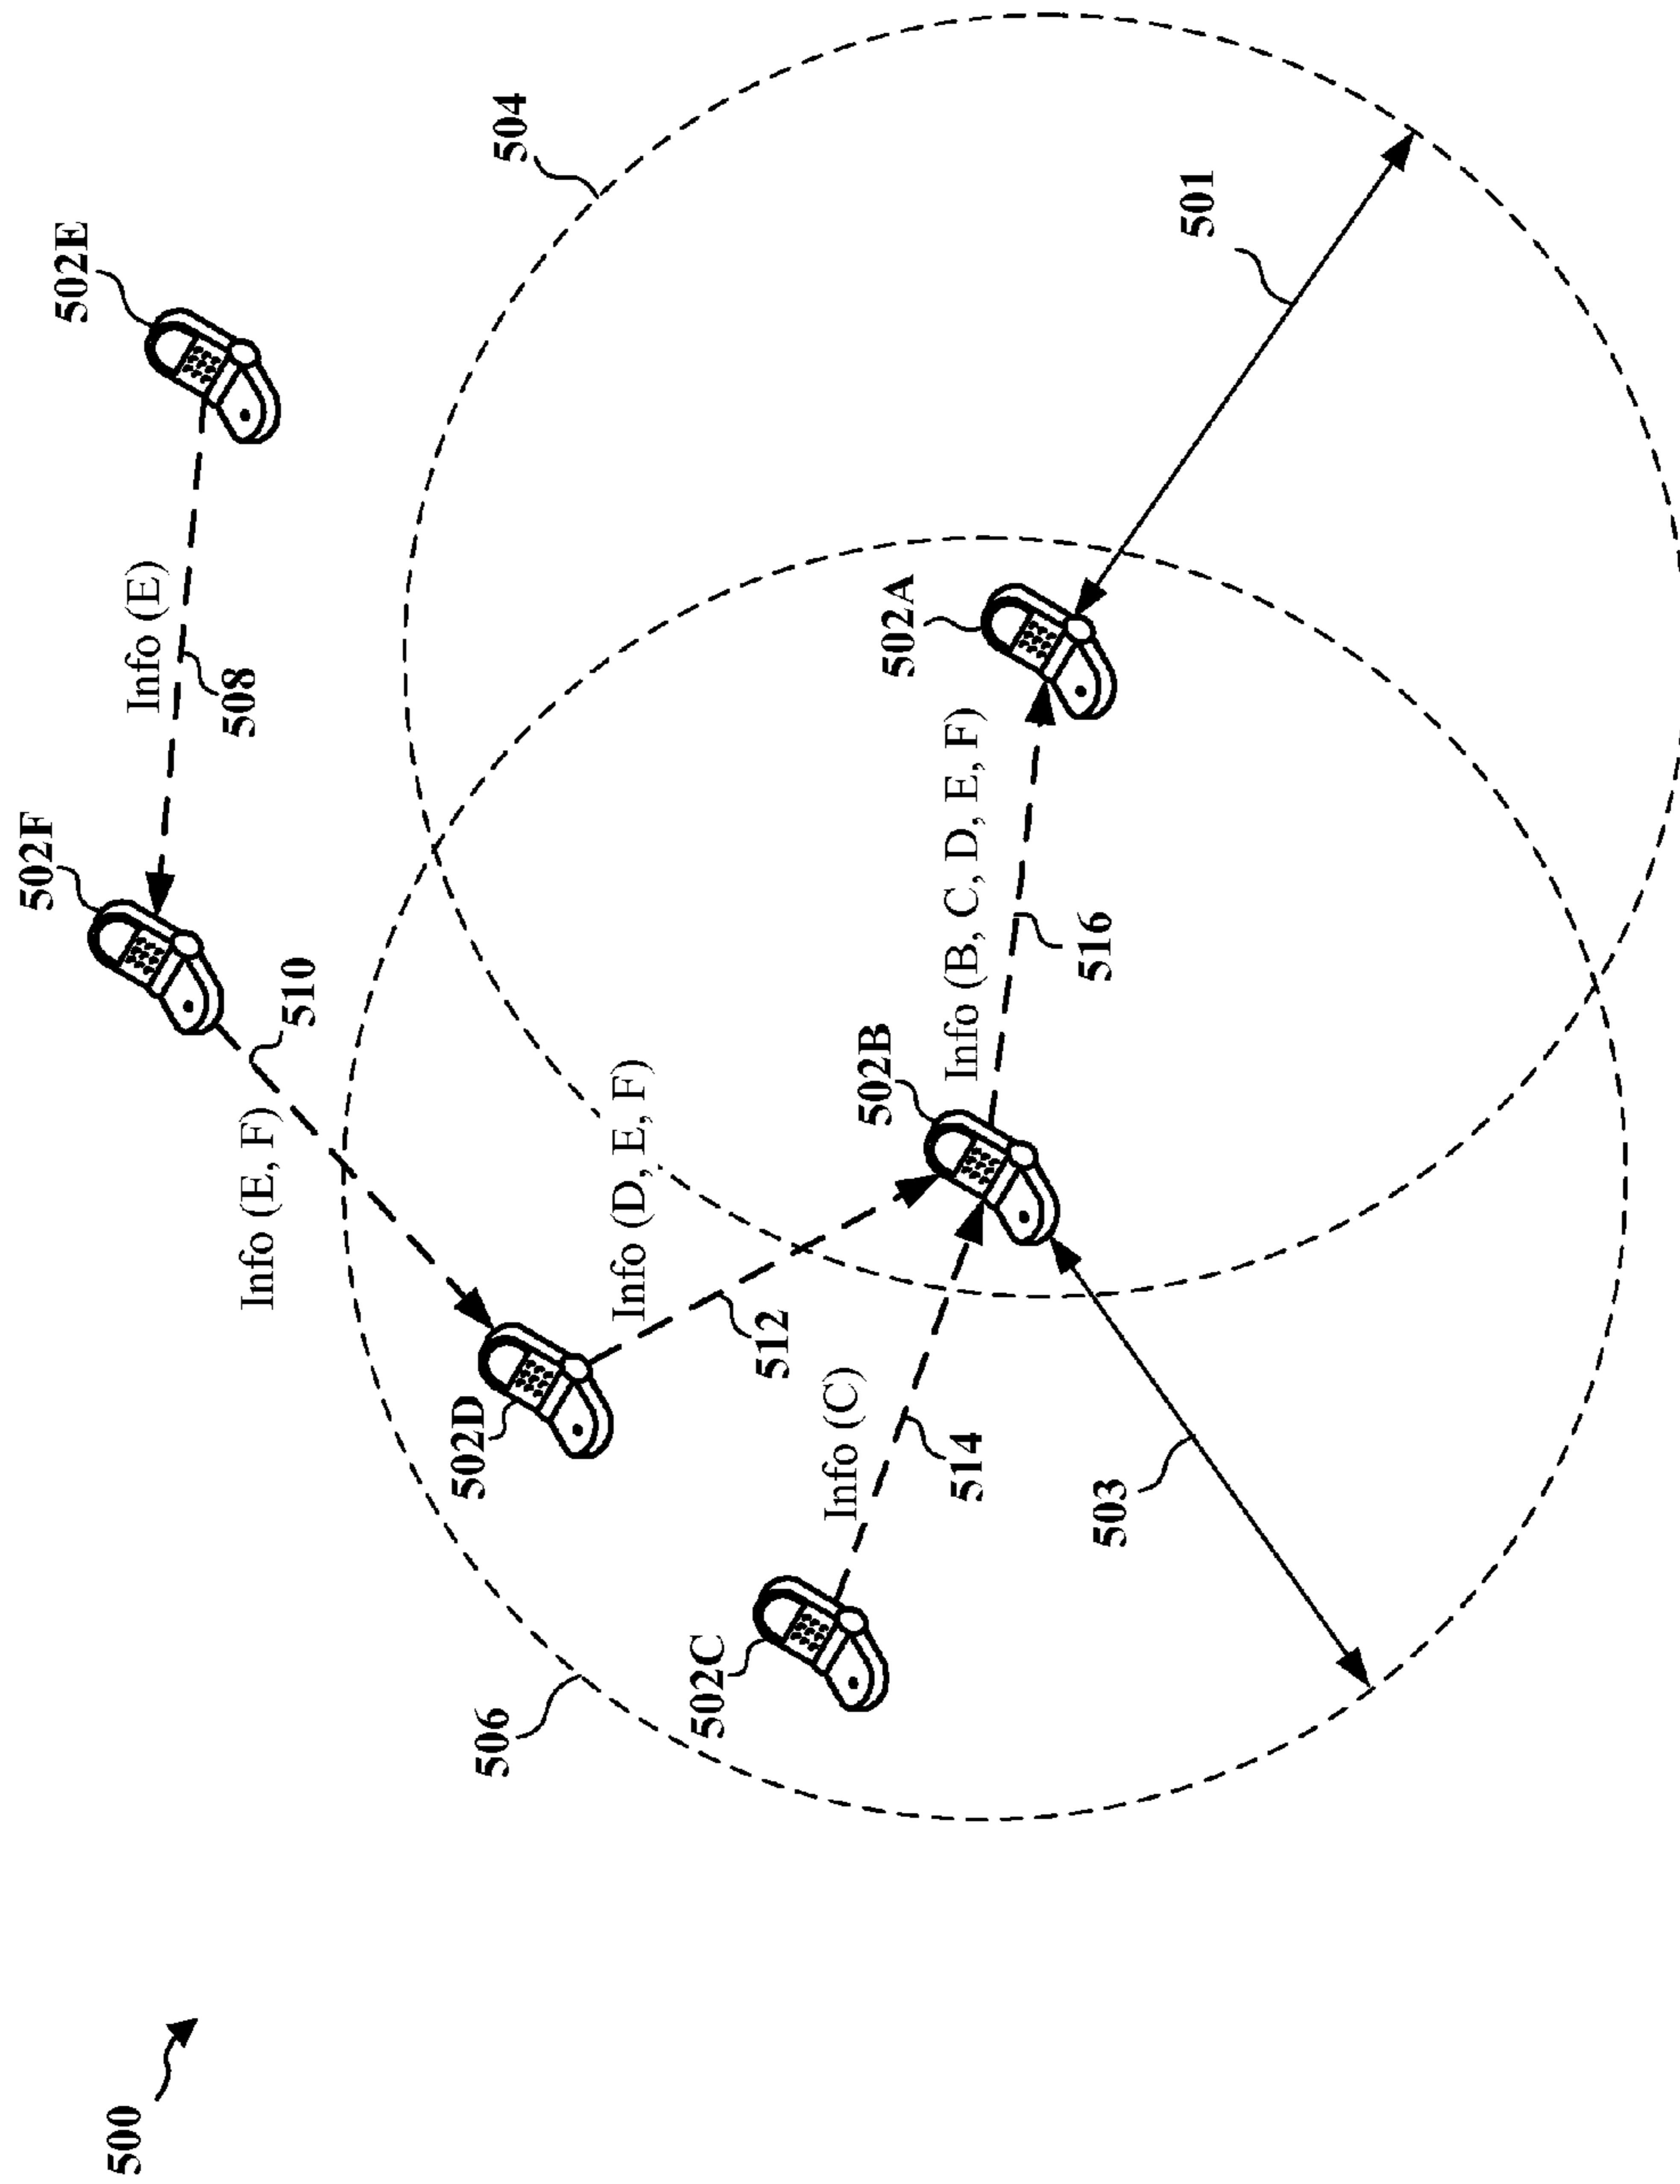 502F
502E
500
Info (E)
508
Info (E, F)
510
502D
506
504
Info (D, E, F)
502C
512
Info (C)
502B
502A
Info (B, C, D, E, F)
514
516
503
501